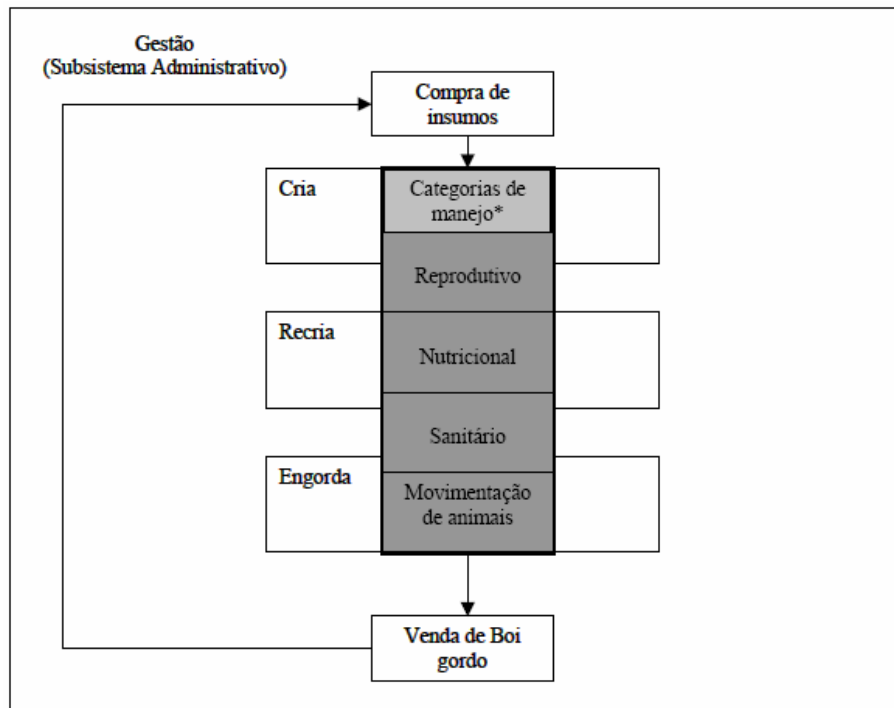 Gestão
(Subsistema Administrativo)
Compra de
insumos
Cria
Categorias de
manejo*
Reprodutivo
Recria
Nutricional
Sanitário
Engorda
Movimentação
de animais
Venda de Boi
gordo